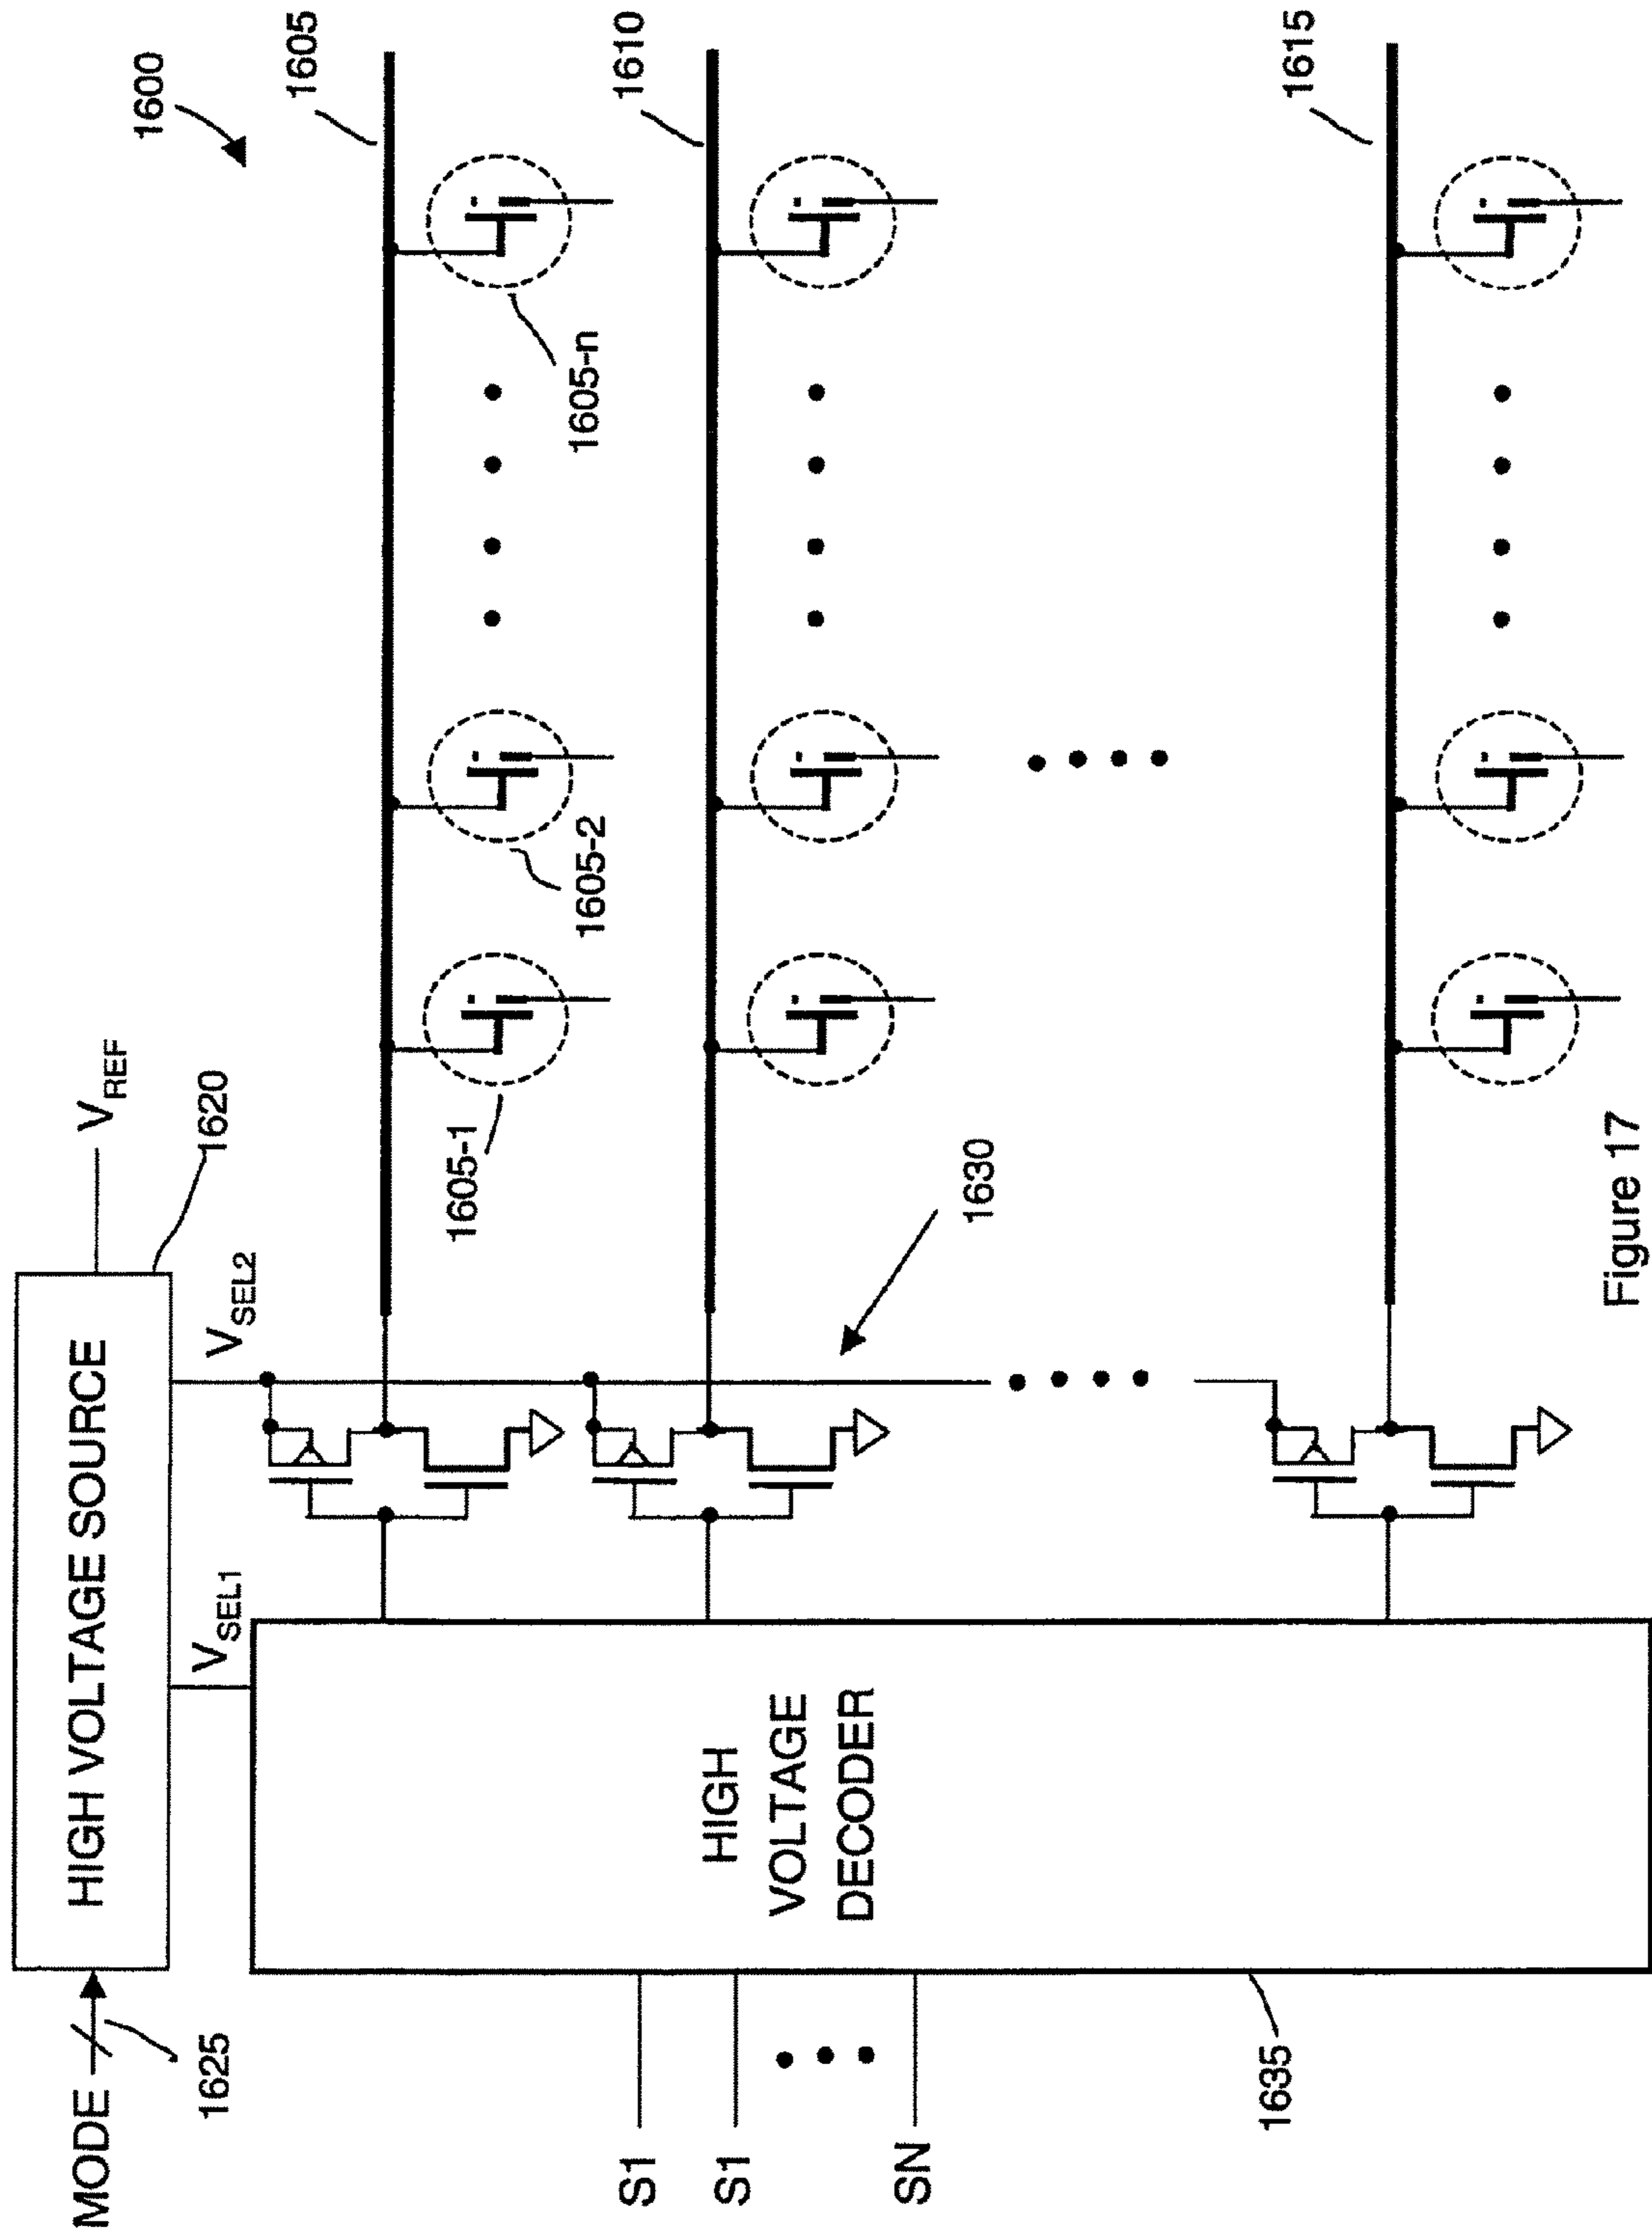 MODE
1625
HIGH VOLTAGE SOURCE
VREF
1620
VSEL1
VSEL2
1600
1605
1605-1
1605-2
1605-n
1610
1630
1615
S1
S1
SN
HIGH
VOLTAGE
DECODER
1635
Figure 17